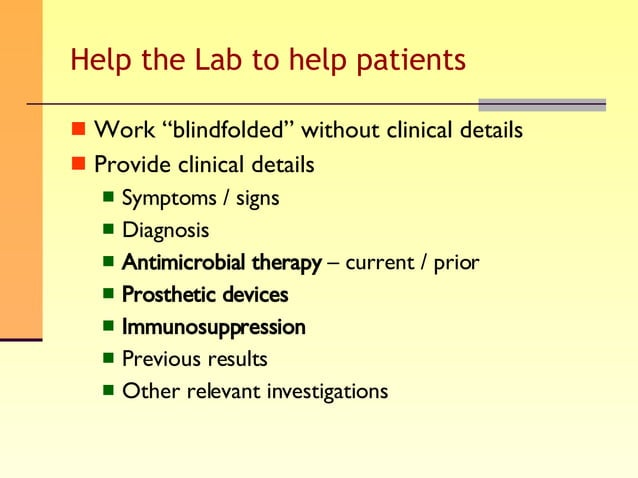 Help the Lab to help patients
Work “blindfolded” without clinical details
Provide clinical details
Symptoms / signs
Diagnosis
Antimicrobial therapy – current / prior
Prosthetic devices
Immunosuppression
Previous results
Other relevant investigations